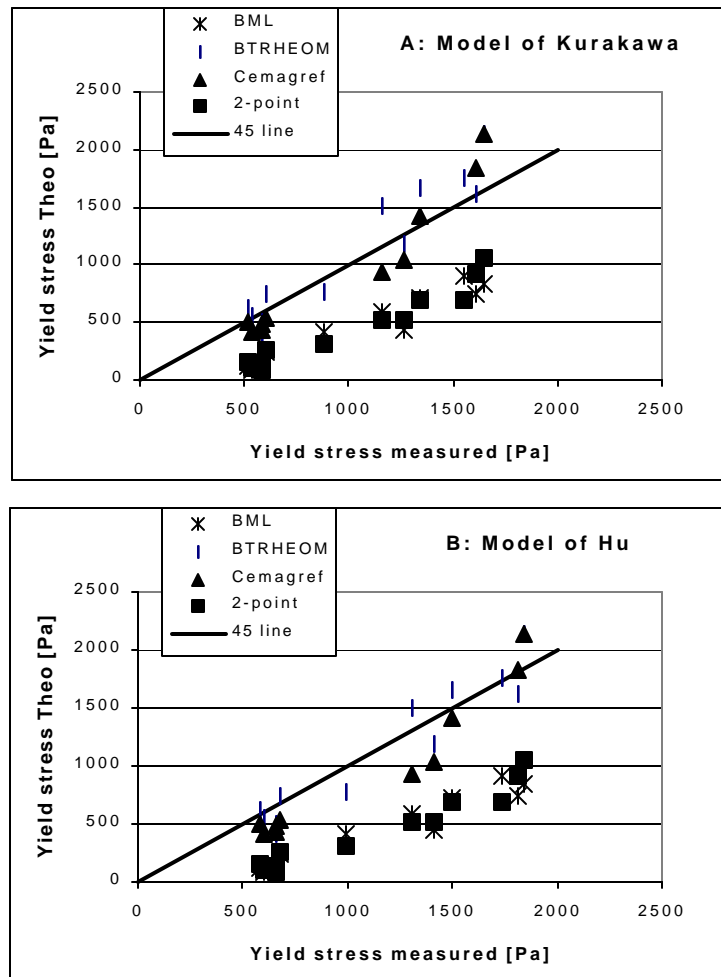 BML
BTRHEOM
Cemagref
2-point
45 line
A: Model of Kurakawa
2500
2000
1500
1000
500
0
Yield stress Theo [Pa]
0 500 1000 1500 2000 2500
Yield stress measured [Pa]
BML
BTRHEOM
Cemagref
2-point
45 line
B: Model of Hu
2500
2000
1500
1000
500
0
Yield stress Theo [Pa]
0 500 1000 1500 2000 2500
Yield stress measured [Pa]